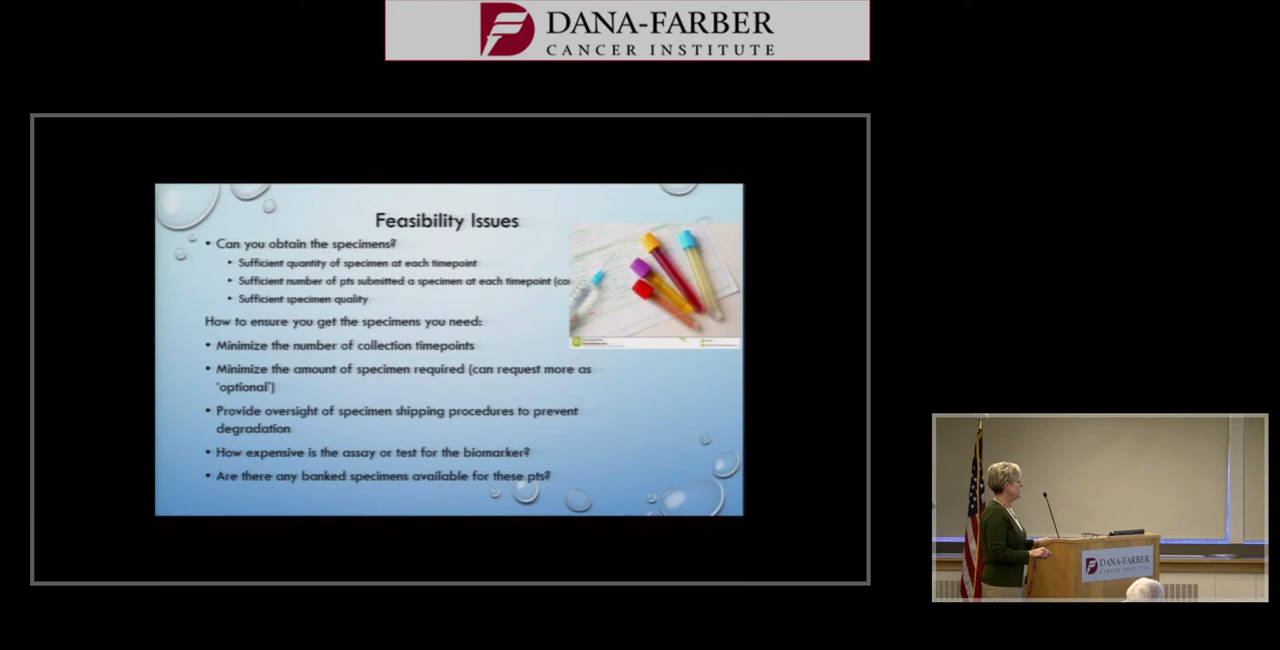 DANA-FARBER
CANCER INSTITUTE
Feasibility Issues
• Can you obtain the specimens?
• Sufficient quantity of specimen at each timepoint
• Sufficient number of pts submitted a specimen at each timepoint (co
• Sufficient specimen quality
How to ensure you get the specimens you need:
• Minimize the number of collection timepoints
• Minimize the amount of specimen required (can request more as
'optional')
• Provide oversight of specimen shipping procedures to prevent
degradation
• How expensive is the assay or test for the biomarker?
• Are there any banked specimens available for these pts?
DANA-FARBER
CANCER INSTITUTE